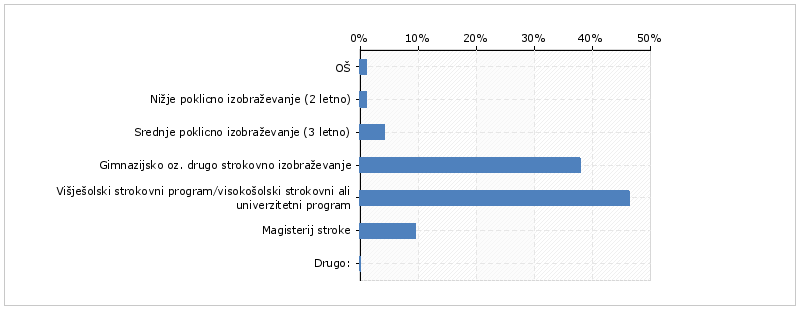 0% 10% 20% 30% 40% 50%
OŠ
Nižje poklicno izobraževanje (2 letno)
Srednje poklicno izobraževanje (3 letno)
Gimnazijsko oz. drugo strokovno izobraževanje
Višješolski strokovni program/visokošolski strokovni ali
univerzitetni program
Magisterij stroke
Drugo: